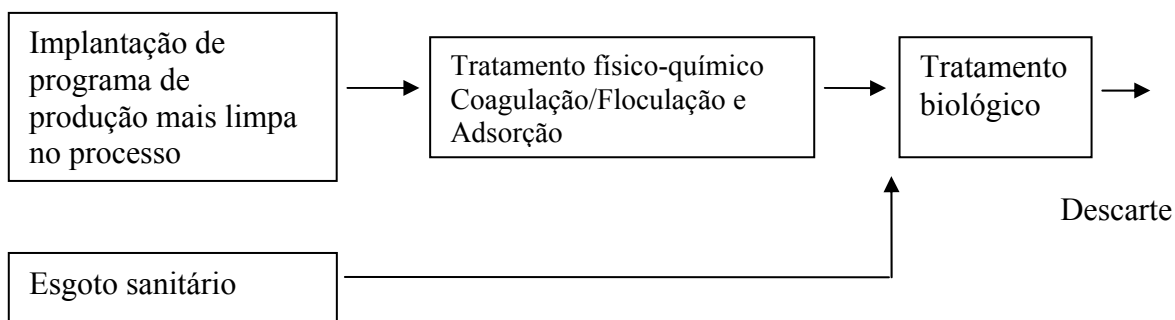 Implantação de
programa de
produção mais limpa
no processo
Tratamento físico-químico
Coagulação/Floculação e
Adsorção
Tratamento
biológico
Descarte
Esgoto sanitário